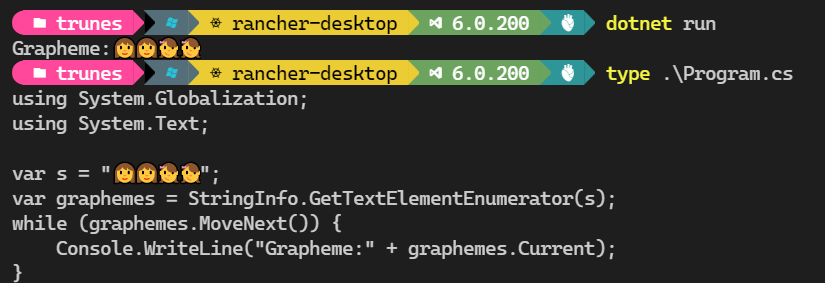 trunes rancher-desktop 6.0.200 dotnet run
Grapheme:👩👩👧👧
trunes rancher-desktop 6.0.200 type .\Program.cs
using System.Globalization;
using System.Text;
var s = "👩👩👧👧";
var graphemes = StringInfo.GetTextElementEnumerator(s);
while (graphemes.MoveNext()) {
    Console.WriteLine("Grapheme:" + graphemes.Current);
}